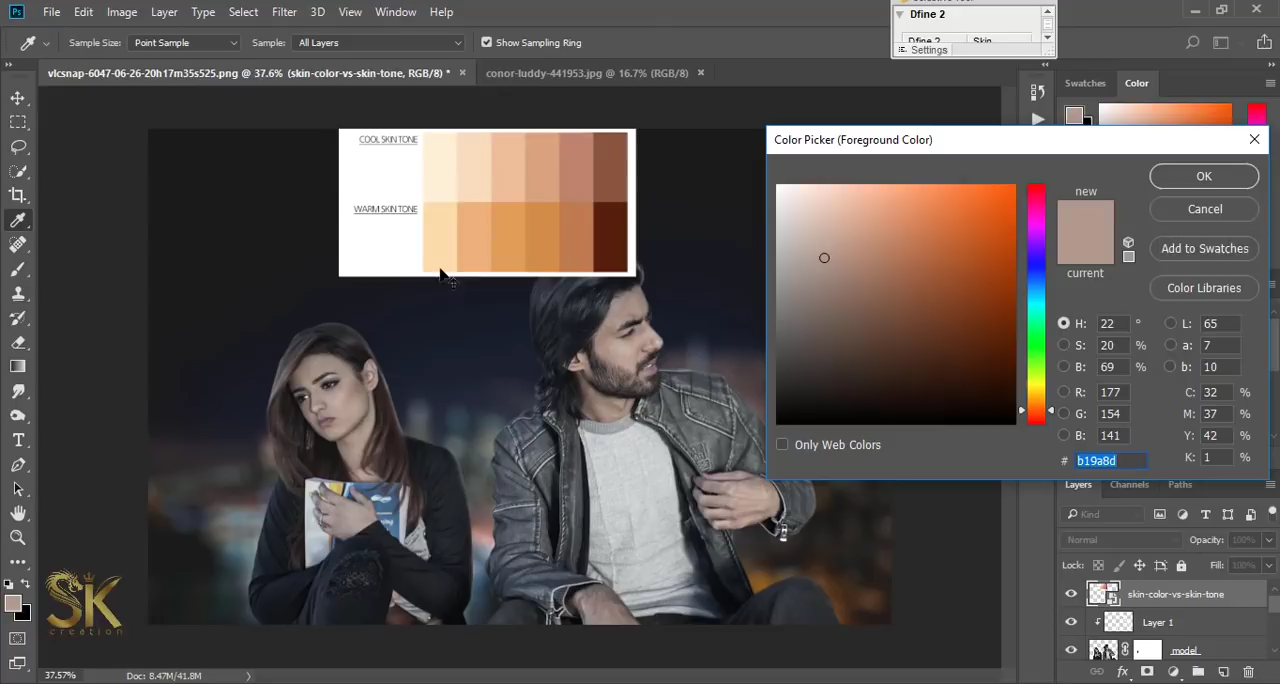 Ps File Edit Image Layer Type Select Filter 3D View Window Help
Dfine 2
Dfine 2 Skin
Settings
Sample Size: Point Sample Sample: All Layers Show Sampling Ring
vlcsnap-6047-06-26-20h17m35s525.png @ 37.6% (skin-color-vs-skin-tone, RGB/8) * × conor-luddy-441953.jpg @ 16.7% (RGB/8) ×
Swatches Color
COOL SKIN TONE
WARM SKIN TONE
Color Picker (Foreground Color)
new
current
OK
Cancel
Add to Swatches
Color Libraries
H: 22 ° L: 65
S: 20 % a: 7
B: 69 % b: 10
R: 177 C: 32 %
G: 154 M: 37 %
B: 141 Y: 42 %
# b19a8d K: 1 %
Only Web Colors
Layers Channels Paths
Kind
Normal Opacity: 100%
Lock: Fill: 100%
skin-color-vs-skin-tone
Layer 1
model
fx
T
SK
creation
37.57% Doc: 8.47M/41.8M